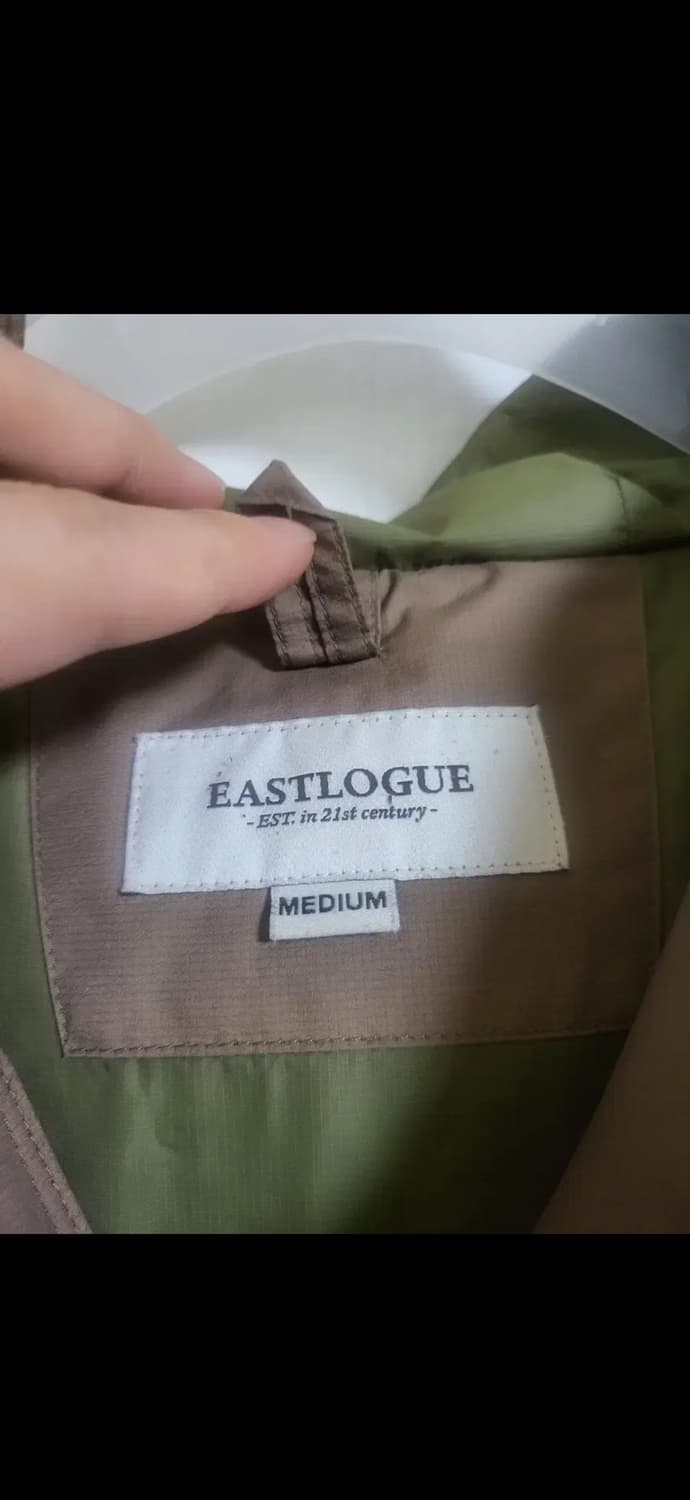 EASTLOGUE
- EST. in 21st century -
MEDIUM